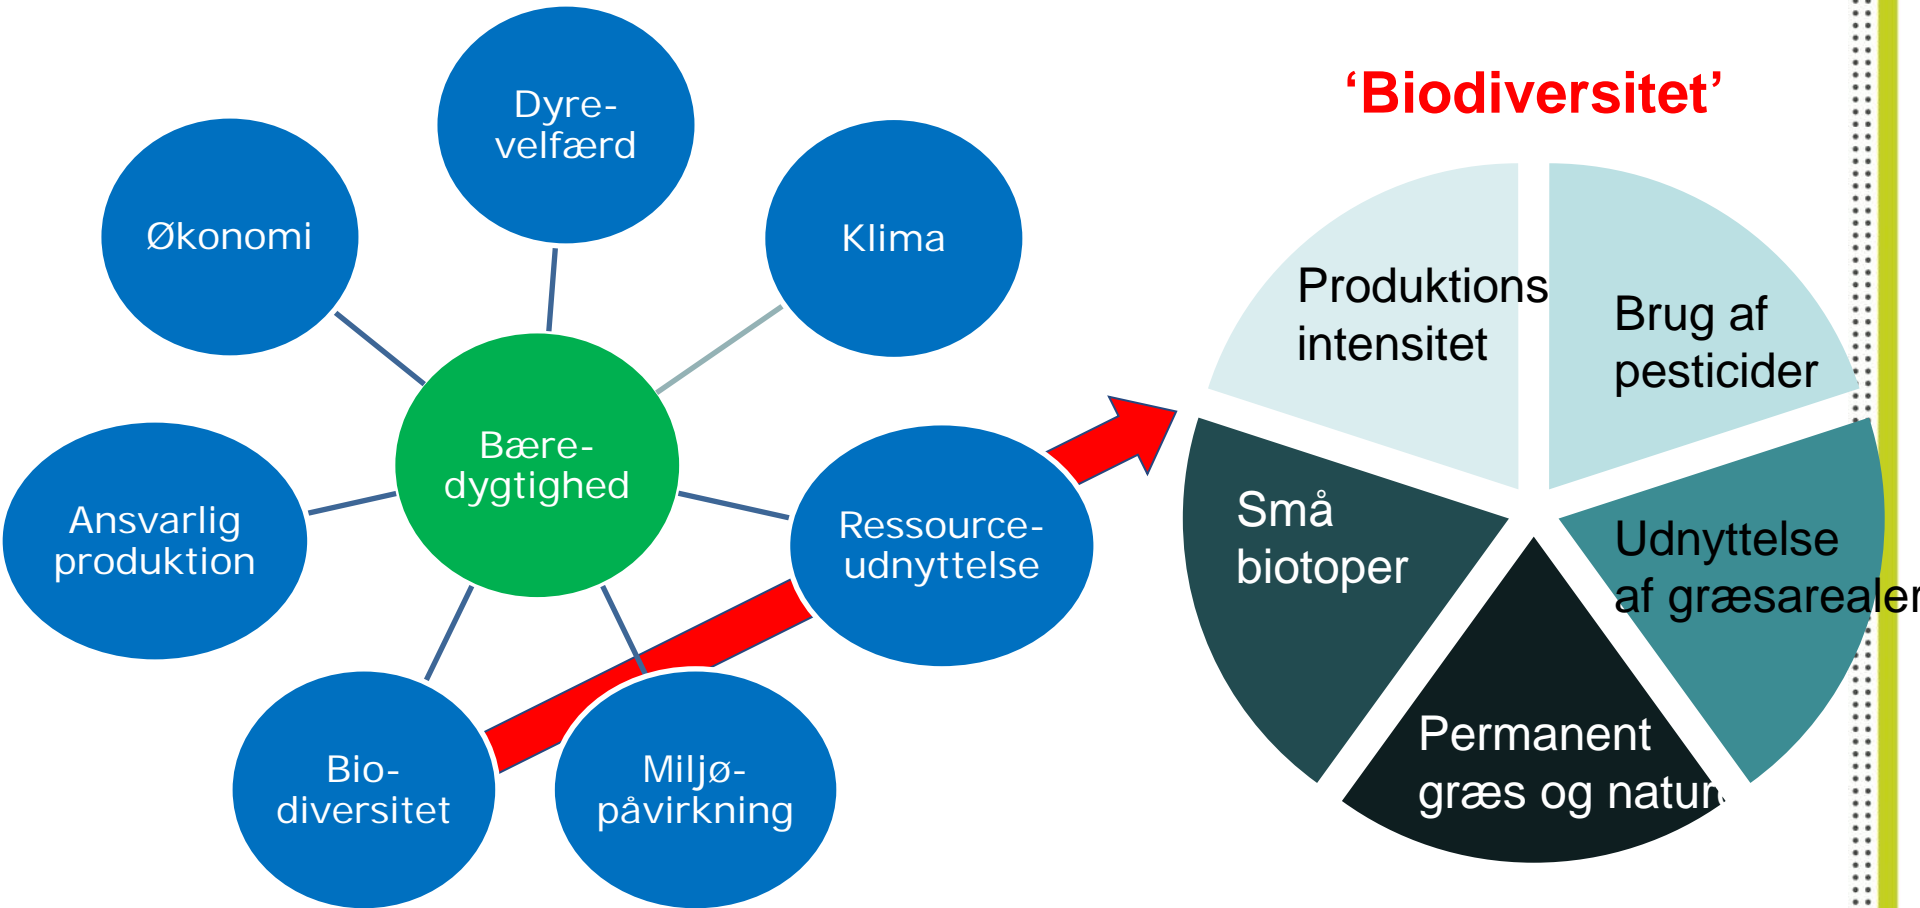 Dyre-
velfærd
Økonomi
Klima
Bære-
dygtighed
Ansvarlig
produktion
Ressource-
udnyttelse
Bio-
diversitet
Miljø-
påvirkning
‘Biodiversitet’
Produktions
intensitet
Brug af
pesticider
Små
biotoper
Udnyttelse
af græsarealer
Permanent
græs og natur